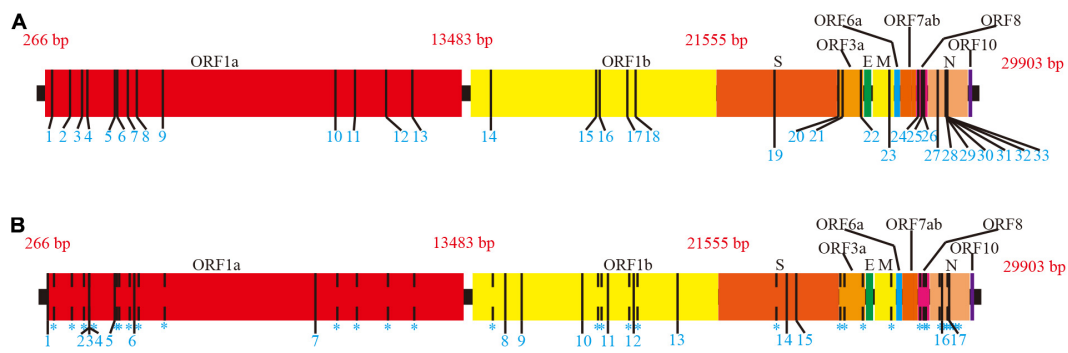 A
ORF6a ORF7ab ORF8
266 bp 13483 bp 21555 bp ORF3a ORF10
ORF1a ORF1b S E M N 29903 bp
1 2 3 4 5 6 7 8 9 10 11 12 13 14 15 16 17 18 20 21 22 24 25 26 27 28 29 30 31 32 33
19 23
B
ORF6a ORF7ab ORF8
266 bp 13483 bp 21555 bp ORF3a ORF10
ORF1a ORF1b S E M N 29903 bp
* * * * * * * * * * * * * * * * * * * * * * * * * * * * *
1 2 3 4 5 6 7 8 9 10 11 12 13 14 15 16 17